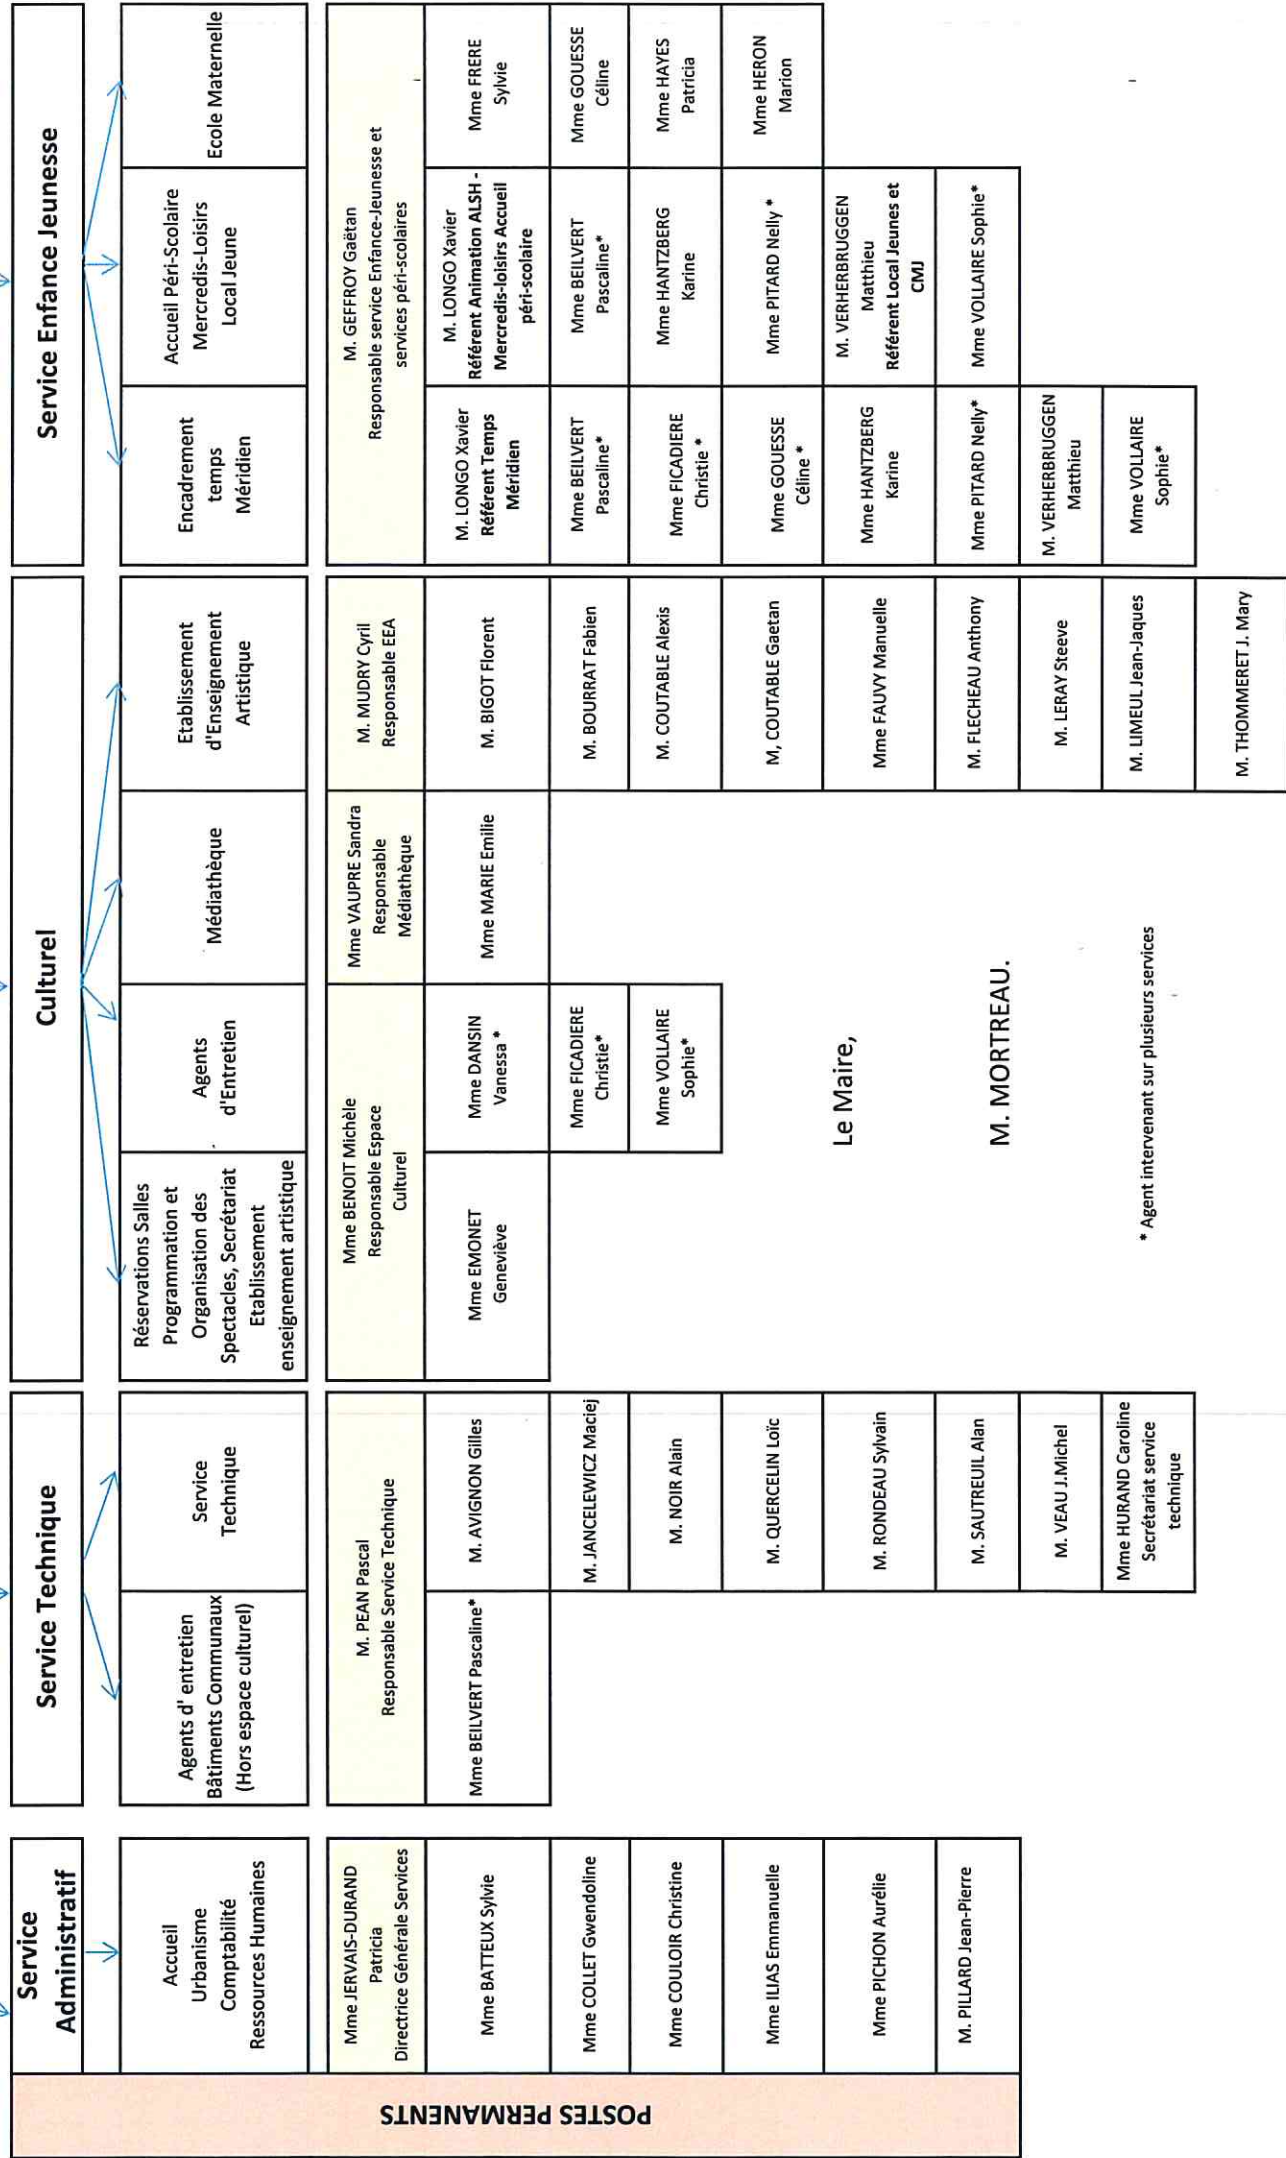 POSTES PERMANENTS
Service
Administratif
Accueil
Urbanisme
Comptabilité
Ressources Humaines
Mme JERVAIS-DURAND
Patricia
Directrice Générale Services
Mme BATTEUX Sylvie
Mme COLLET Gwendoline
Mme COULOIR Christine
Mme ILIAS Emmanuelle
Mme PICHON Aurélie
M. PILLARD Jean-Pierre
Service Technique
Agents d' entretien
Bâtiments Communaux
(Hors espace culturel)
Service
Technique
M. PEAN Pascal
Responsable Service Technique
Mme BEILVERT Pascaline*
M. AVIGNON Gilles
M. JANCELEWICZ Maciej
M. NOIR Alain
M. QUERCELIN Loïc
M. RONDEAU Sylvain
M. SAUTREUIL Alan
M. VEAU J.Michel
Mme HURAND Caroline
Secrétariat service
technique
Culturel
Réservations Salles
Programmation et
Organisation des
Spectacles, Secrétariat
Etablissement
enseignement artistique
Agents
d'Entretien
Médiathèque
Etablissement
d'Enseignement
Artistique
Mme BENOIT Michèle
Responsable Espace
Culturel
Mme VAUPRE Sandra
Responsable
Médiathèque
M. MUDRY Cyril
Responsable EEA
Mme EMONET
Geneviève
Mme DANSIN
Vanessa *
Mme FICADIERE
Christie*
Mme VOLLAIRE
Sophie*
Mme MARIE Emilie
M. BIGOT Florent
M. BOURRAT Fabien
M. COUTABLE Alexis
M, COUTABLE Gaetan
Mme FAUVY Manuelle
M. FLECHEAU Anthony
M. LERAY Steeve
M. LIMEUL Jean-Jaques
M. THOMMERET J. Mary
Service Enfance Jeunesse
Encadrement
temps
Méridien
Accueil Péri-Scolaire
Mercredis-Loisirs
Local Jeune
Ecole Maternelle
M. GEFFROY Gaëtan
Responsable service Enfance-Jeunesse et
services péri-scolaires
M. LONGO Xavier
Référent Temps
Méridien
Mme BEILVERT
Pascaline*
Mme FICADIERE
Christie *
Mme GOUESSE
Céline *
Mme HANTZBERG
Karine
Mme PITARD Nelly*
M. VERHERBRUGGEN
Matthieu
Mme VOLLAIRE
Sophie*
M. LONGO Xavier
Référent Animation ALSH -
Mercredis-loisirs Accueil
péri-scolaire
Mme BEILVERT
Pascaline*
Mme HANTZBERG
Karine
Mme PITARD Nelly *
M. VERHERBRUGGEN
Matthieu
Référent Local Jeunes et
CMJ
Mme VOLLAIRE Sophie*
Mme FRERE
Sylvie
Mme GOUESSE
Céline
Mme HAYES
Patricia
Mme HERON
Marion
Le Maire,
M. MORTREAU.
* Agent intervenant sur plusieurs services